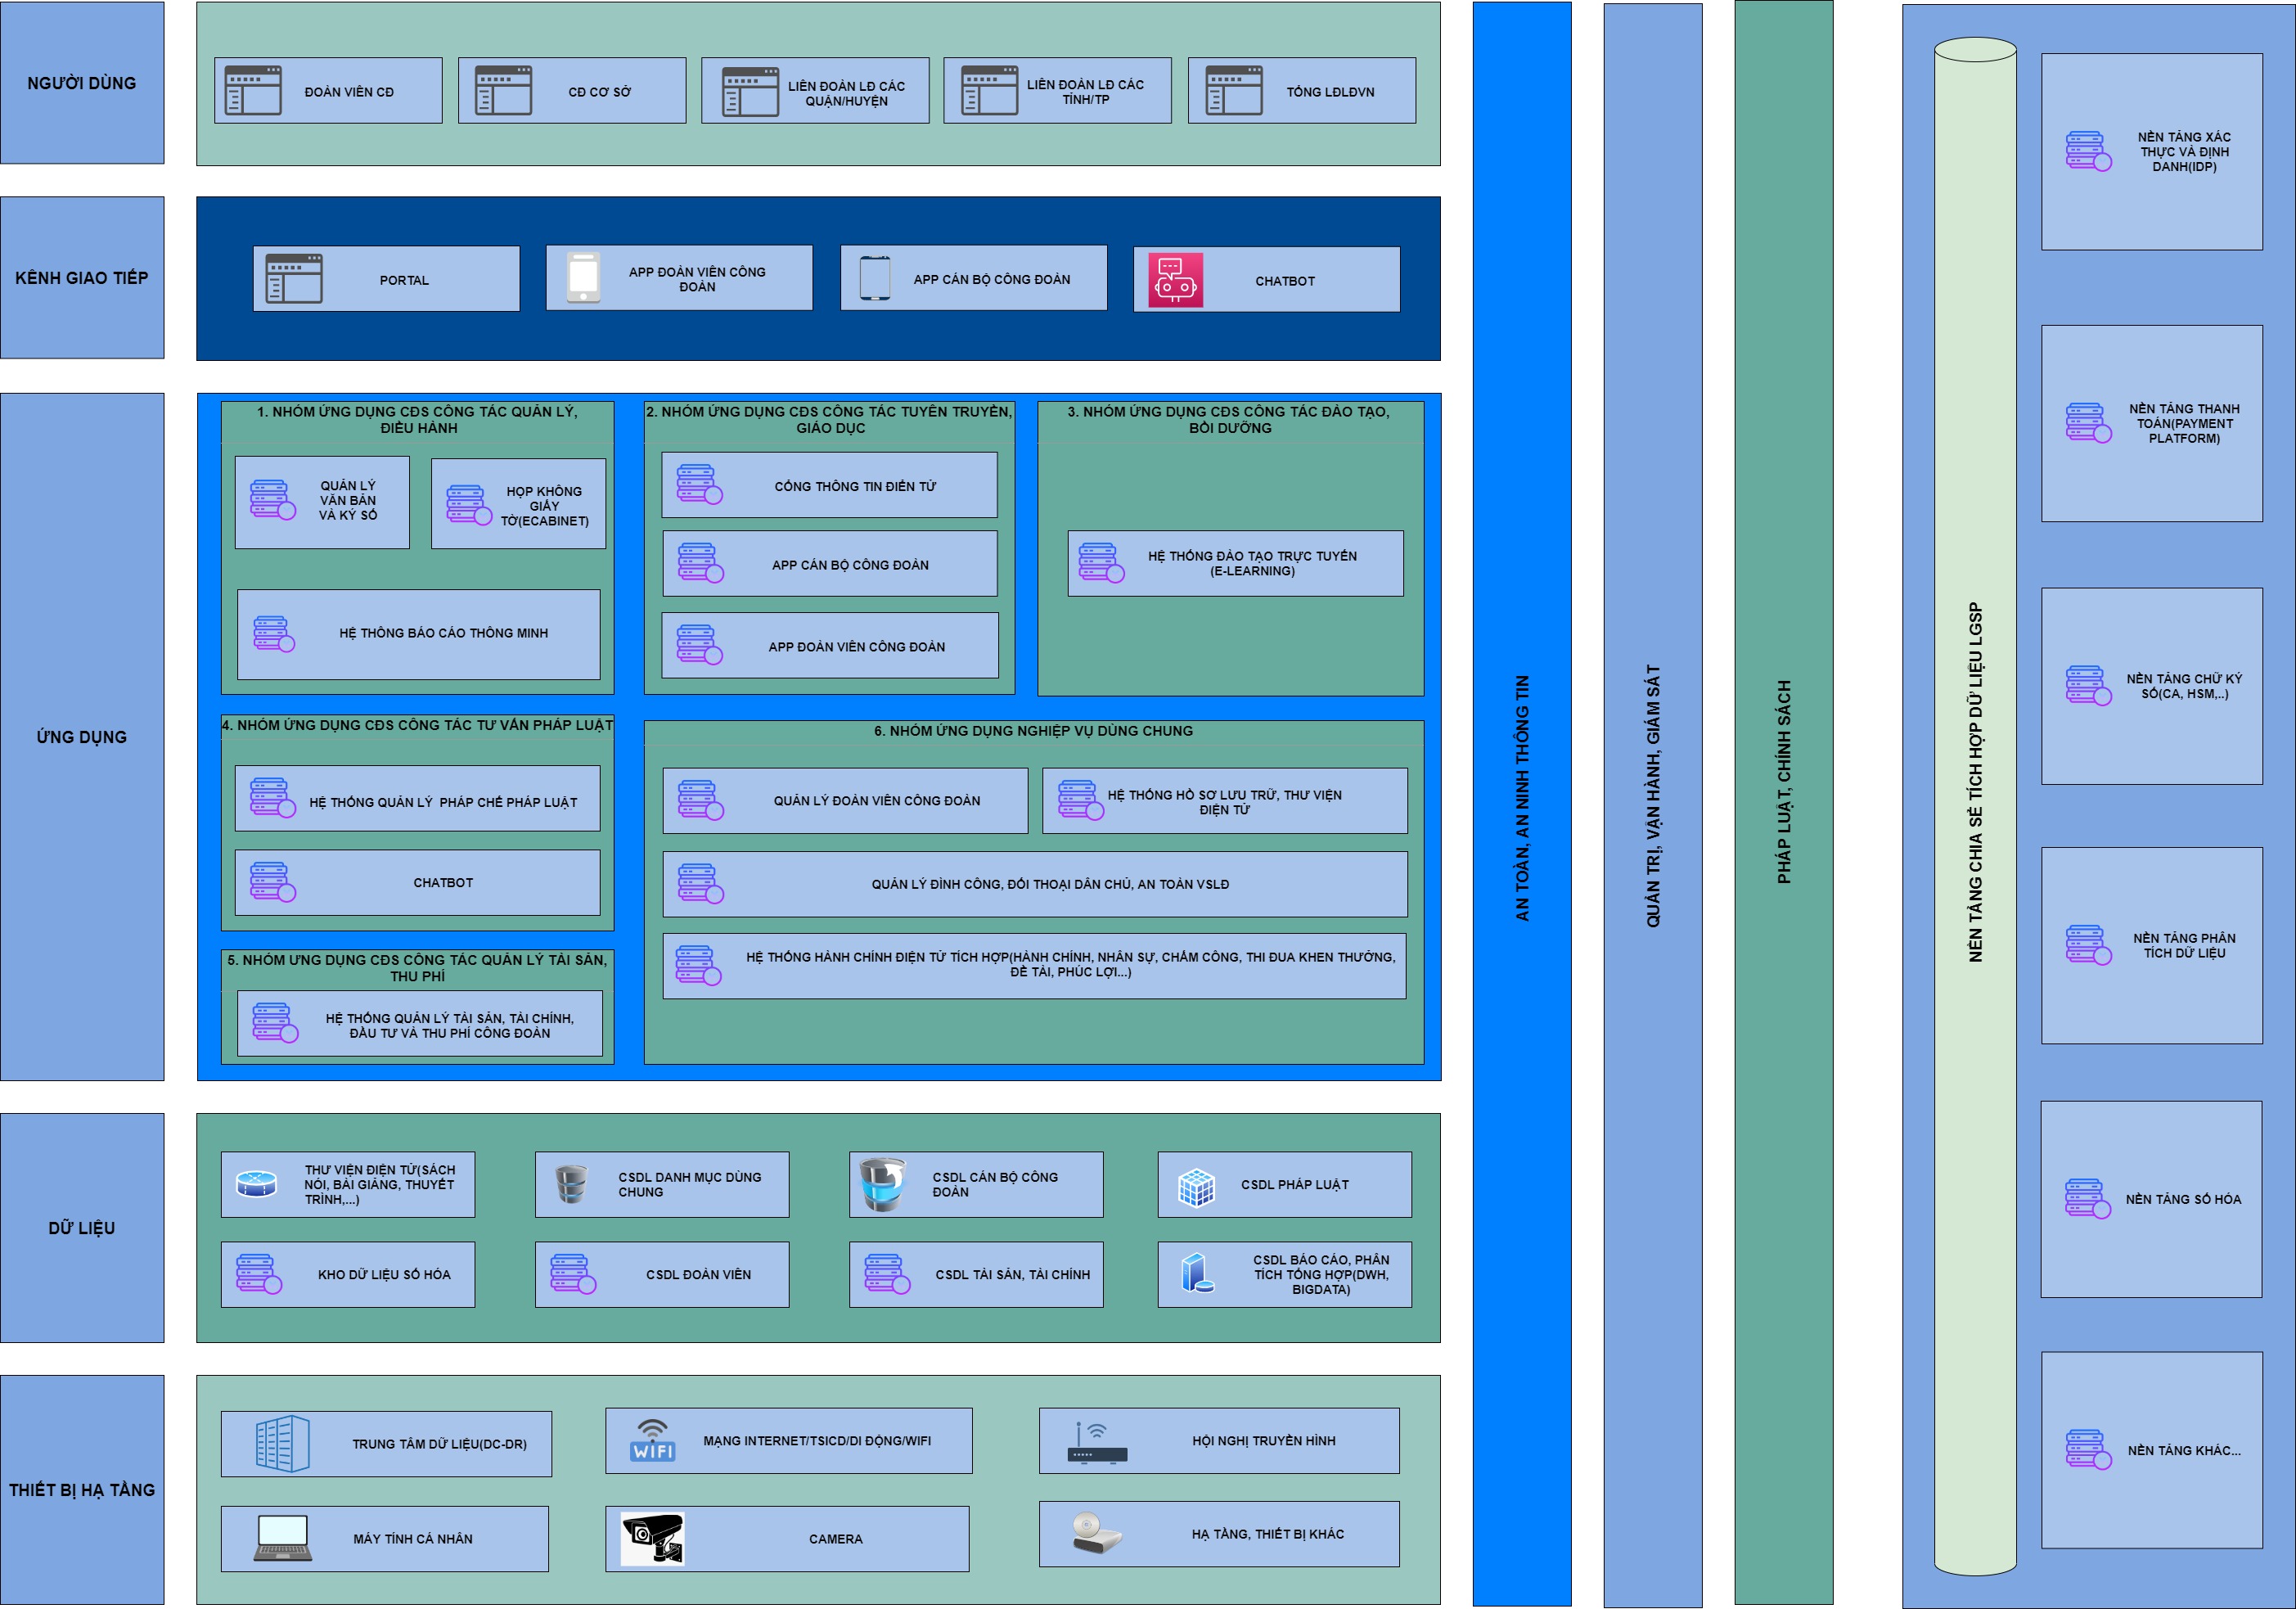 NGƯỜI DÙNG
ĐOÀN VIÊN CĐ
CĐ CƠ SỞ
LIÊN ĐOÀN LĐ CÁC
QUẬN/HUYỆN
LIÊN ĐOÀN LĐ CÁC
TỈNH/TP
TỔNG LĐLĐVN
KÊNH GIAO TIẾP
PORTAL
APP ĐOÀN VIÊN CÔNG
ĐOÀN
APP CÁN BỘ CÔNG ĐOÀN
CHATBOT
ỨNG DỤNG
1. NHÓM ỨNG DỤNG CĐS CÔNG TÁC QUẢN LÝ,
ĐIỀU HÀNH
QUẢN LÝ
VĂN BẢN
VÀ KÝ SỐ
HỌP KHÔNG
GIẤY
TỜ(ECABINET)
HỆ THÔNG BÁO CÁO THÔNG MINH
2. NHÓM ỨNG DỤNG CĐS CÔNG TÁC TUYÊN TRUYỀN,
GIÁO DỤC
CỔNG THÔNG TIN ĐIỆN TỬ
APP CÁN BỘ CÔNG ĐOÀN
APP ĐOÀN VIÊN CÔNG ĐOÀN
3. NHÓM ỨNG DỤNG CĐS CÔNG TÁC ĐÀO TẠO,
BỒI DƯỠNG
HỆ THỐNG ĐÀO TẠO TRỰC TUYẾN
(E-LEARNING)
4. NHÓM ỨNG DỤNG CĐS CÔNG TÁC TƯ VẤN PHÁP LUẬT
HỆ THỐNG QUẢN LÝ  PHÁP CHẾ PHÁP LUẬT
CHATBOT
5. NHÓM ỨNG DỤNG CĐS CÔNG TÁC QUẢN LÝ TÀI SẢN,
THU PHÍ
HỆ THỐNG QUẢN LÝ TÀI SẢN, TÀI CHÍNH,
ĐẦU TƯ VÀ THU PHÍ CÔNG ĐOÀN
6. NHÓM ỨNG DỤNG NGHIỆP VỤ DÙNG CHUNG
QUẢN LÝ ĐOÀN VIÊN CÔNG ĐOÀN
HỆ THỐNG HỒ SƠ LƯU TRỮ, THƯ VIỆN
ĐIỆN TỬ
QUẢN LÝ ĐÌNH CÔNG, ĐỐI THOẠI DÂN CHỦ, AN TOÀN VSLĐ
HỆ THỐNG HÀNH CHÍNH ĐIỆN TỬ TÍCH HỢP(HÀNH CHÍNH, NHÂN SỰ, CHẤM CÔNG, THI ĐUA KHEN THƯỞNG,
ĐỀ TÀI, PHÚC LỢI...)
DỮ LIỆU
THƯ VIỆN ĐIỆN TỬ(SÁCH
NÓI, BÀI GIẢNG, THUYẾT
TRÌNH,...)
CSDL DANH MỤC DÙNG
CHUNG
CSDL CÁN BỘ CÔNG
ĐOÀN
CSDL PHÁP LUẬT
KHO DỮ LIỆU SỐ HÓA
CSDL ĐOÀN VIÊN
CSDL TÀI SẢN, TÀI CHÍNH
CSDL BÁO CÁO, PHÂN
TÍCH TỔNG HỢP(DWH,
BIGDATA)
THIẾT BỊ HẠ TẦNG
TRUNG TÂM DỮ LIỆU(DC-DR)
WIFI
MẠNG INTERNET/TSICD/DI ĐỘNG/WIFI
HỘI NGHỊ TRUYỀN HÌNH
MÁY TÍNH CÁ NHÂN
CAMERA
HẠ TẦNG, THIẾT BỊ KHÁC
AN TOÀN, AN NINH THÔNG TIN
QUẢN TRỊ, VẬN HÀNH, GIÁM SÁT
PHÁP LUẬT, CHÍNH SÁCH
NỀN TẢNG CHIA SẺ TÍCH HỢP DỮ LIỆU LGSP
NỀN TẢNG XÁC
THỰC VÀ ĐỊNH
DANH(IDP)
NỀN TẢNG THANH
TOÁN(PAYMENT
PLATFORM)
NỀN TẢNG CHỮ KÝ
SỐ(CA, HSM,..)
NỀN TẢNG PHÂN
TÍCH DỮ LIỆU
NỀN TẢNG SỐ HÓA
NỀN TẢNG KHÁC...